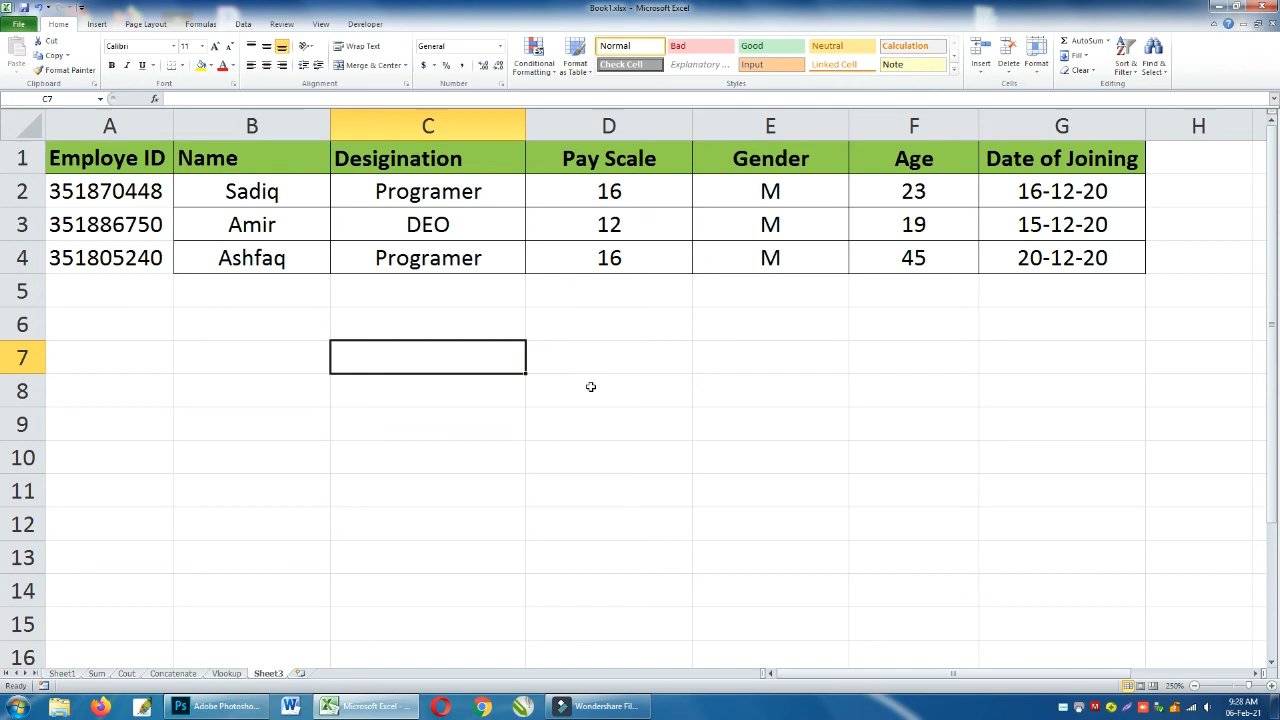 Book1.xlsx - Microsoft Excel
File Home Insert Page Layout Formulas Data Review View Developer
Paste Cut Calibri 11 Wrap Text General Conditional Formatting Format as Table Normal Bad Good Neutral Calculation Insert Delete Format AutoSum Sort & Filter Find & Select
Copy Fill
Format Painter B I U Merge & Center $ % , Check Cell Explanatory ... Input Linked Cell Note Clear
Clipboard Font Alignment Number Styles Cells Editing
C7 fx
A B C D E F G H
1 Employe ID Name Desigination Pay Scale Gender Age Date of Joining
2 351870448 Sadiq Programer 16 M 23 16-12-20
3 351886750 Amir DEO 12 M 19 15-12-20
4 351805240 Ashfaq Programer 16 M 45 20-12-20
5
6
7
8
9
10
11
12
13
14
15
16
Sheet1 Sum Cout Concatenate Vlookup Sheet3
Ready 250%
Adobe Photosho... Microsoft Excel - ... Wondershare Fil... 9:28 AM
06-Feb-21